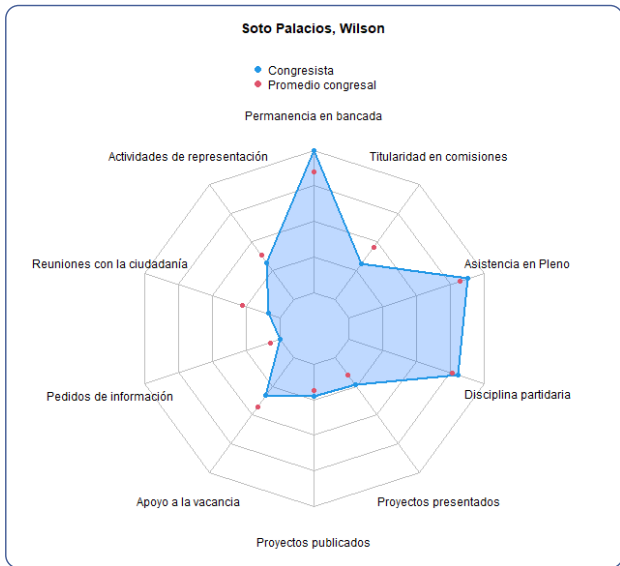 Soto Palacios, Wilson
Congresista
Promedio congresal
Permanencia en bancada
Actividades de representación
Titularidad en comisiones
Reuniones con la ciudadanía
Asistencia en Pleno
Pedidos de información
Disciplina partidaria
Apoyo a la vacancia
Proyectos presentados
Proyectos publicados